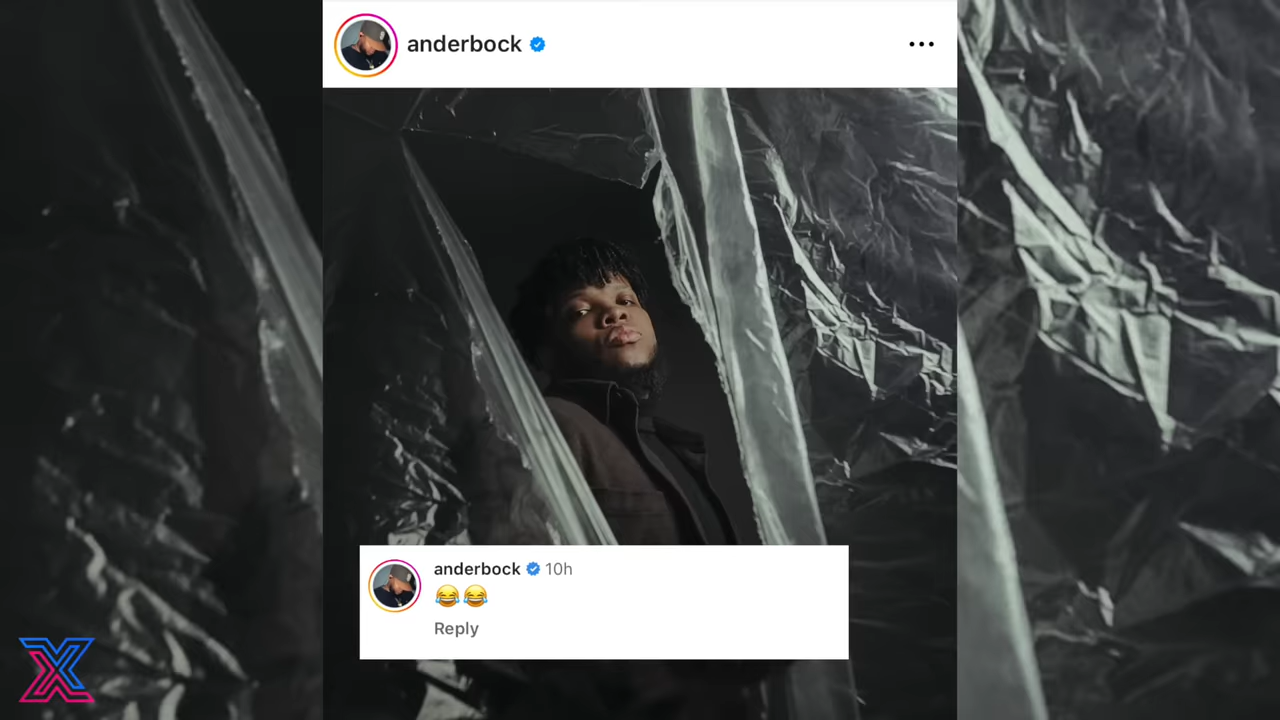 anderbock
anderbock 10h
😂😂
Reply